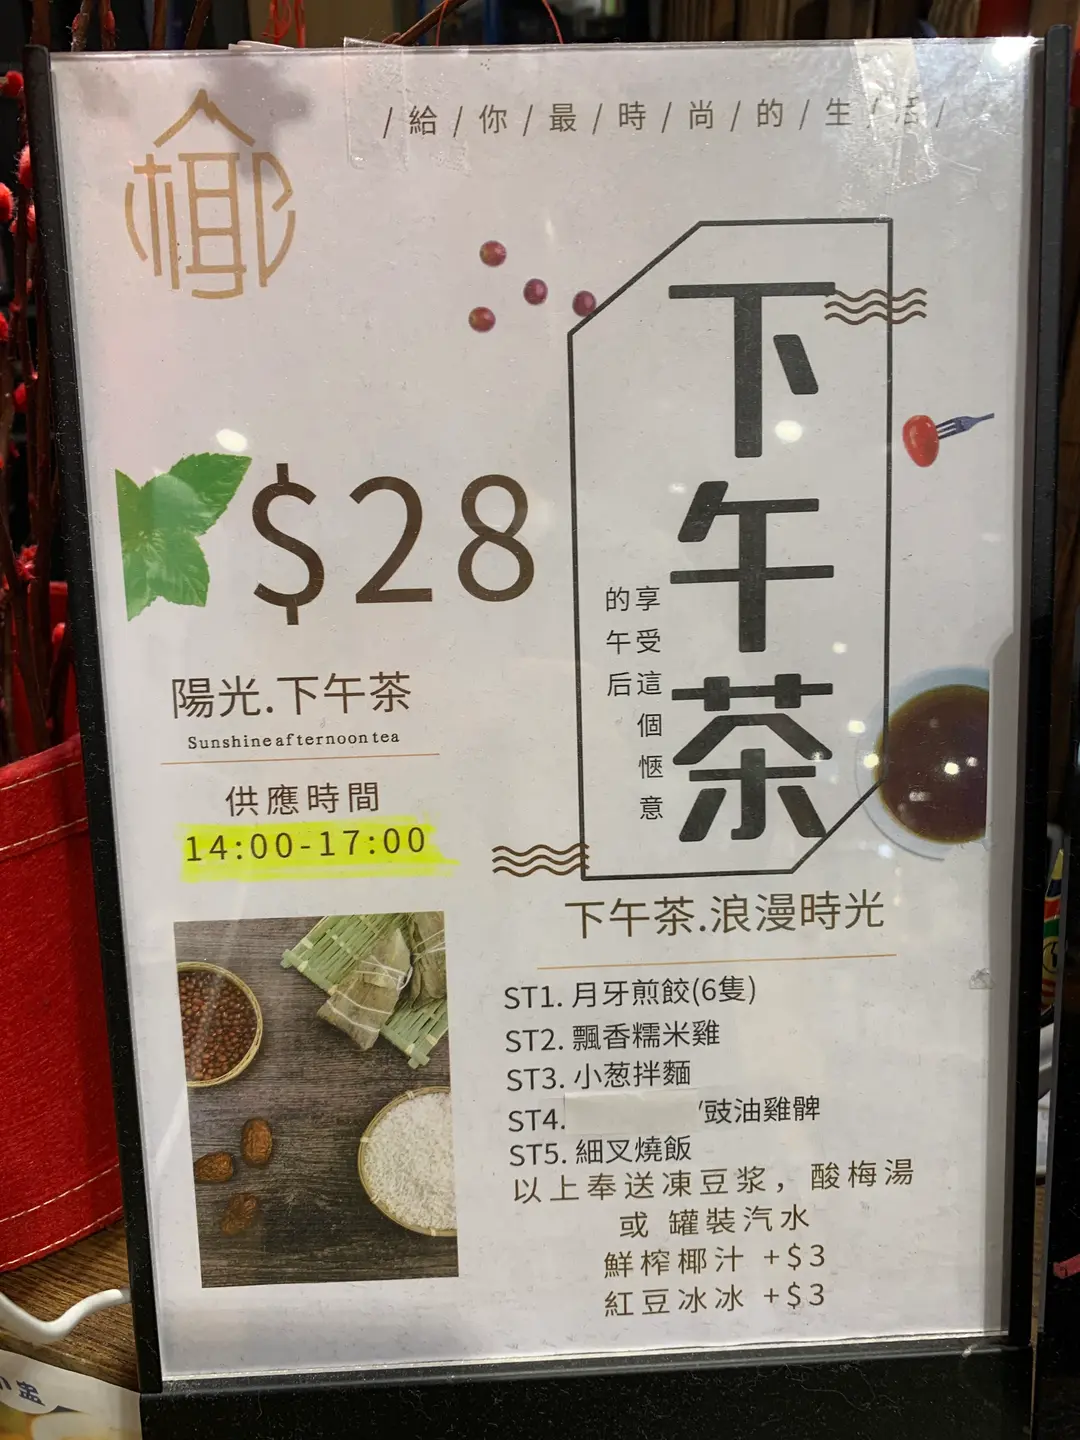 /給/你/最/時/尚/的/生/活/
椰
下午茶
享受這個愜意
的午后
$28
陽光.下午茶
Sunshine afternoon tea
供應時間
14:00-17:00
下午茶.浪漫時光
ST1. 月牙煎餃(6隻)
ST2. 飄香糯米雞
ST3. 小葱拌麵
ST4. /豉油雞髀
ST5. 細叉燒飯
以上奉送凍豆浆，酸梅湯
或 罐裝汽水
鮮榨椰汁 +$3
紅豆冰冰 +$3